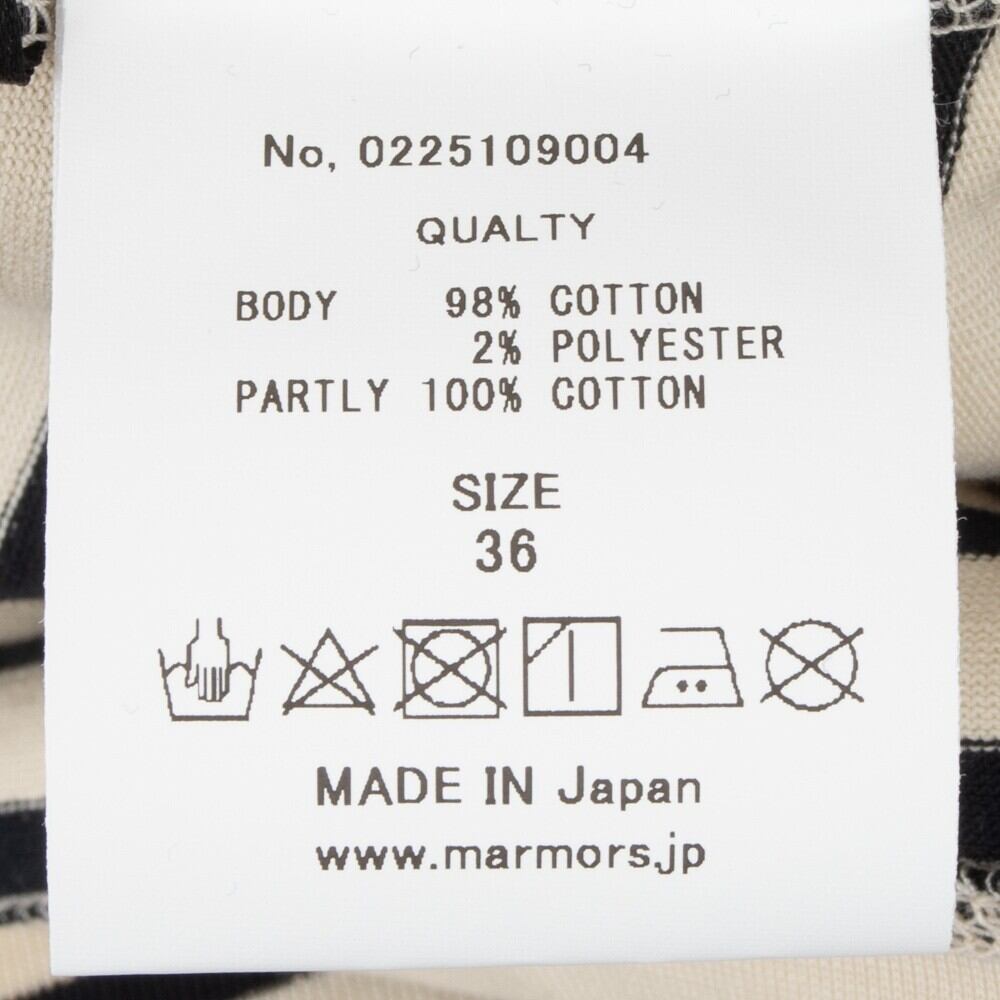 No, 0225109004
QUALTY
BODY 98% COTTON
2% POLYESTER
PARTLY 100% COTTON
SIZE
36
MADE IN Japan
www.marmors.jp